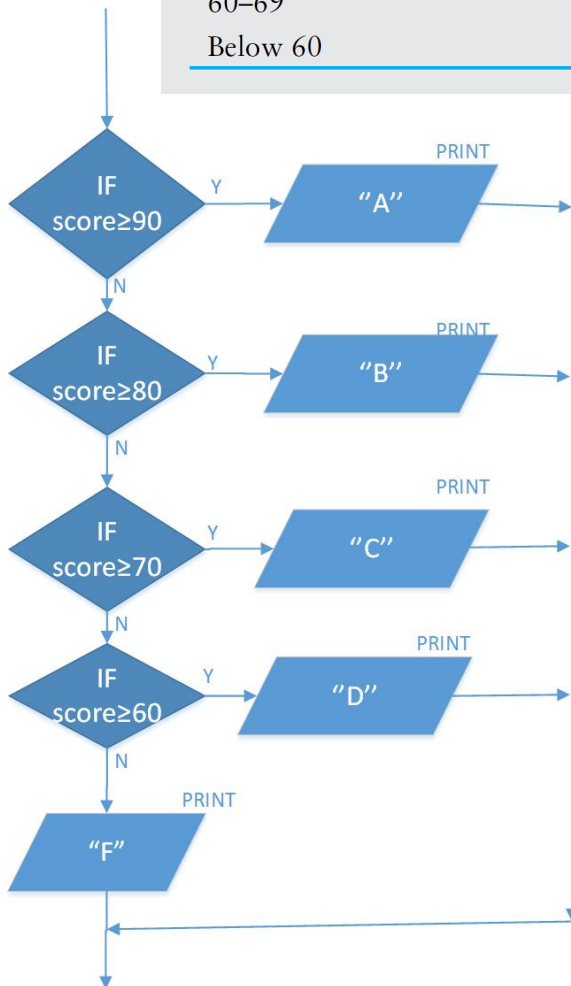 60–69
Below 60
PRINT
IF
score≥90
Y
‘‘A’’
N
PRINT
IF
score≥80
Y
‘‘B’’
N
PRINT
IF
score≥70
Y
‘‘C’’
N
PRINT
IF
score≥60
Y
‘‘D’’
N
PRINT
“F”